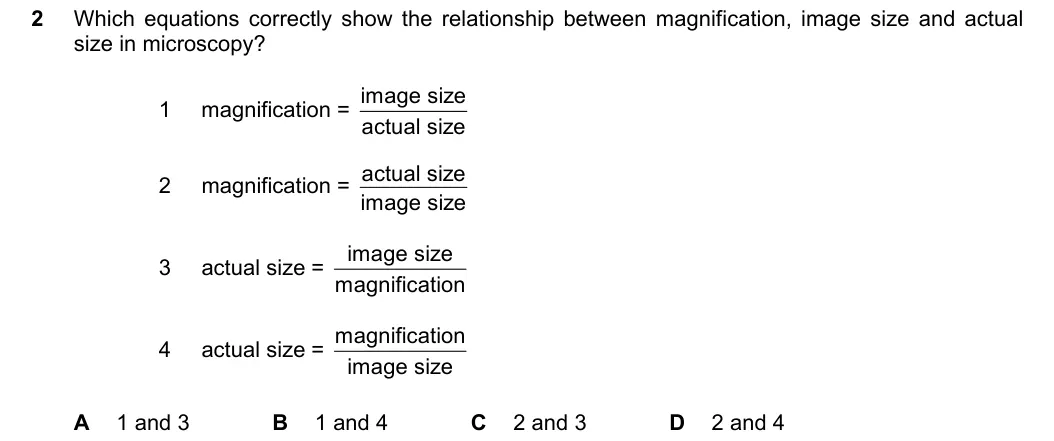 2 Which equations correctly show the relationship between magnification, image size and actual
size in microscopy?
1 magnification = image size
actual size
2 magnification = actual size
image size
3 actual size = image size
magnification
4 actual size = magnification
image size
A 1 and 3 B 1 and 4 C 2 and 3 D 2 and 4